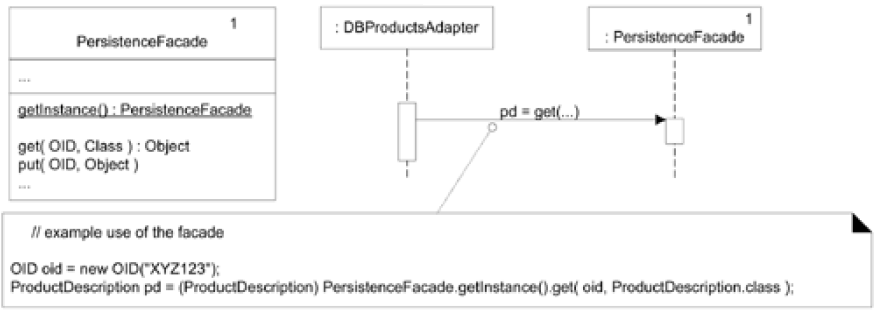 1
PersistenceFacade
...
getInstance() : PersistenceFacade
get( OID, Class ) : Object
put( OID, Object )
...
: DBProductsAdapter
1
: PersistenceFacade
pd = get(...)
// example use of the facade
OID oid = new OID("XYZ123");
ProductDescription pd = (ProductDescription) PersistenceFacade.getInstance().get( oid, ProductDescription.class );